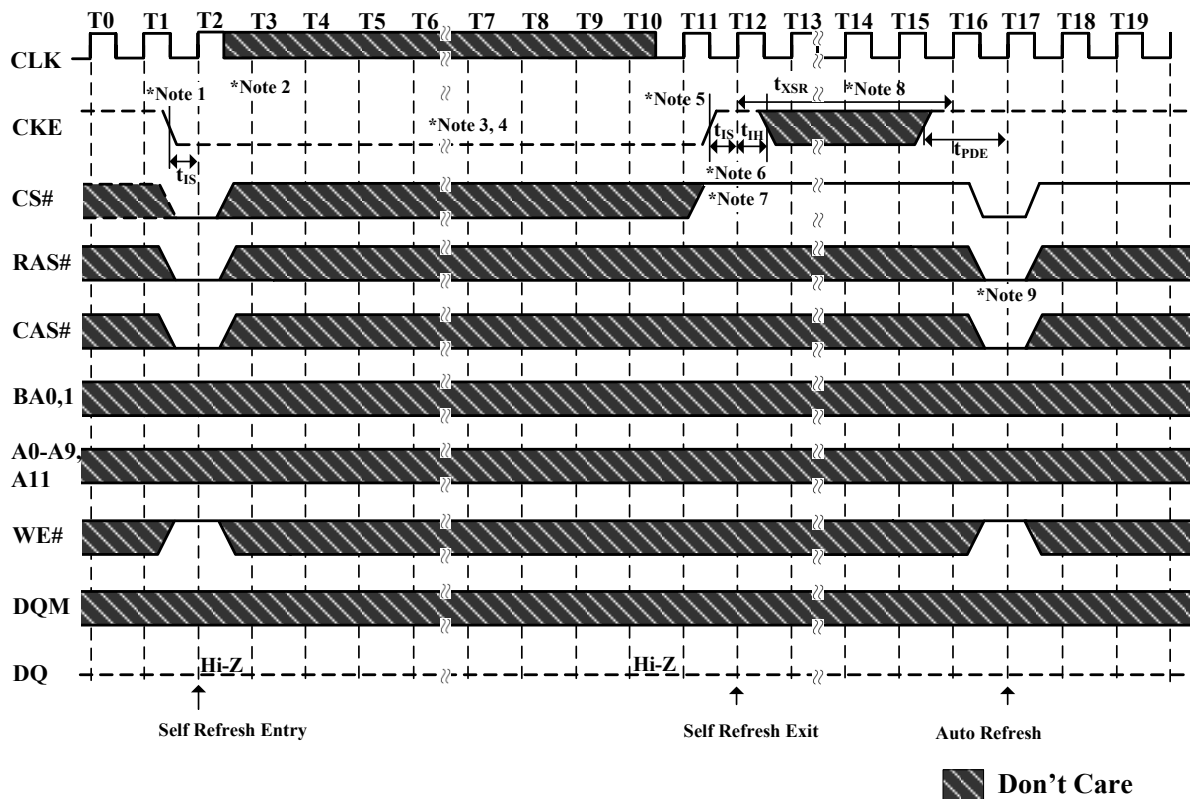 T0 T1 T2 T3 T4 T5 T6 T7 T8 T9 T10 T11 T12 T13 T14 T15 T16 T17 T18 T19
CLK
*Note 1 *Note 2 *Note 5 tXSR *Note 8
CKE
*Note 3, 4
tIS tIH
tPDE
tIS
*Note 6
CS#
*Note 7
RAS#
*Note 9
CAS#
BA0,1
A0-A9,
A11
WE#
DQM
Hi-Z Hi-Z
DQ
Self Refresh Entry Self Refresh Exit Auto Refresh
Don't Care